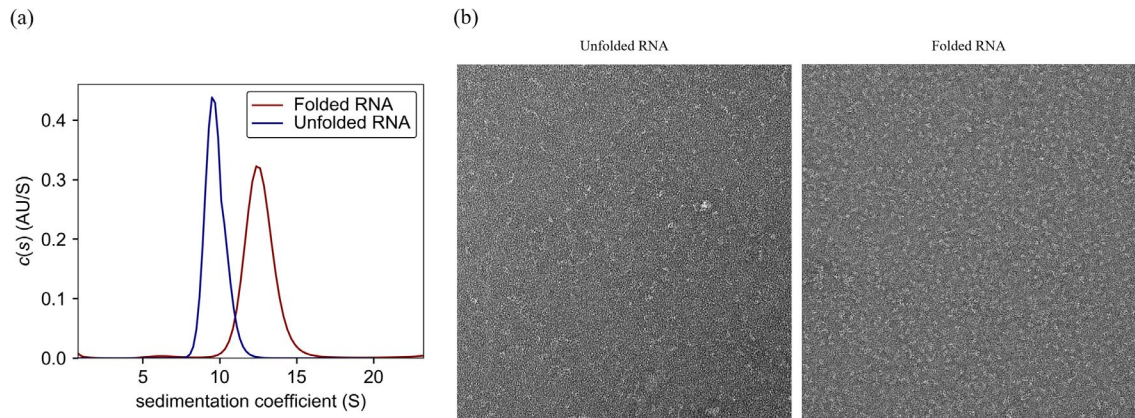 (a)
(b)
Unfolded RNA
Folded RNA
Folded RNA
Unfolded RNA
0.4
0.3
0.2
0.1
0.0
c(s) (AU/S)
5
10
15
20
sedimentation coefficient (S)